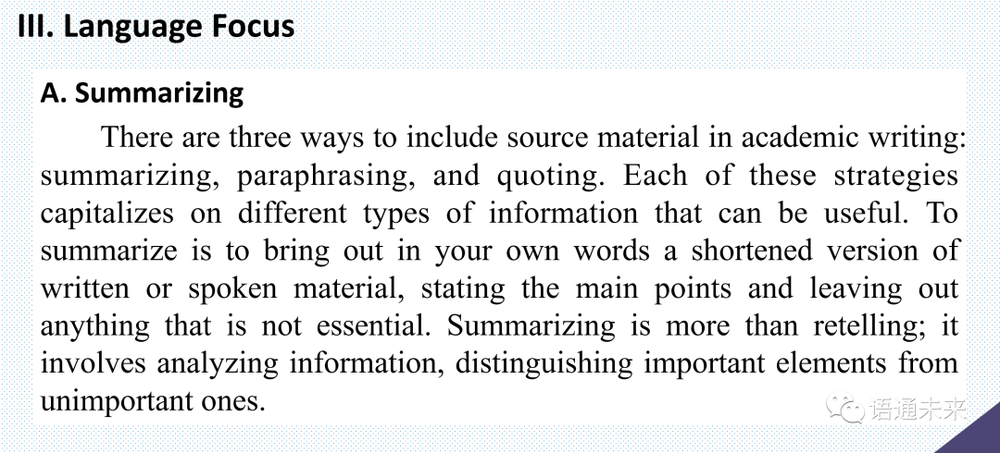 III. Language Focus
A. Summarizing
There are three ways to include source material in academic writing:
summarizing, paraphrasing, and quoting. Each of these strategies
capitalizes on different types of information that can be useful. To
summarize is to bring out in your own words a shortened version of
written or spoken material, stating the main points and leaving out
anything that is not essential. Summarizing is more than retelling; it
involves analyzing information, distinguishing important elements from
unimportant ones.
语通未来